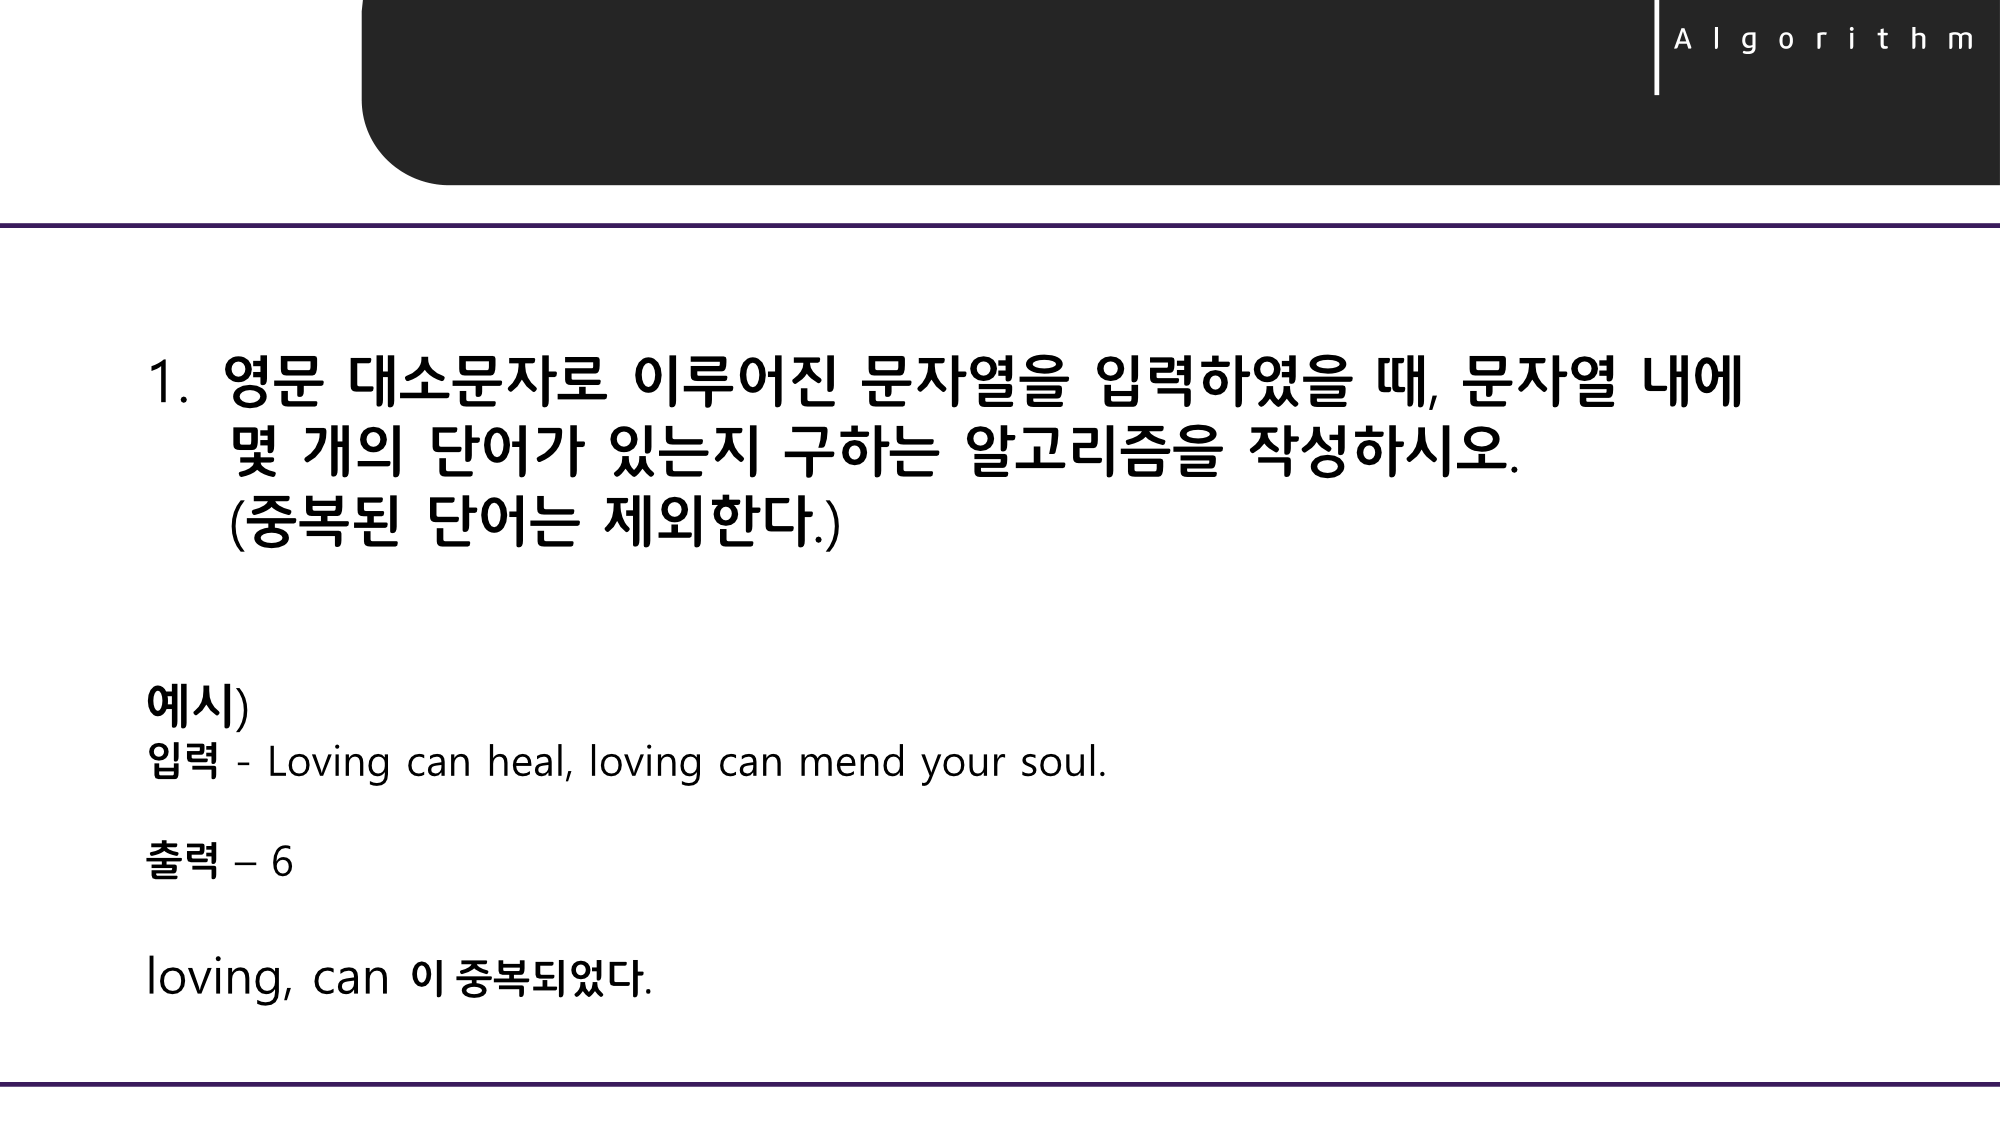 Algorithm
1. 영문 대소문자로 이루어진 문자열을 입력하였을 때, 문자열 내에
몇 개의 단어가 있는지 구하는 알고리즘을 작성하시오.
(중복된 단어는 제외한다.)
예시)
입력 - Loving can heal, loving can mend your soul.
출력 – 6
loving, can 이 중복되었다.